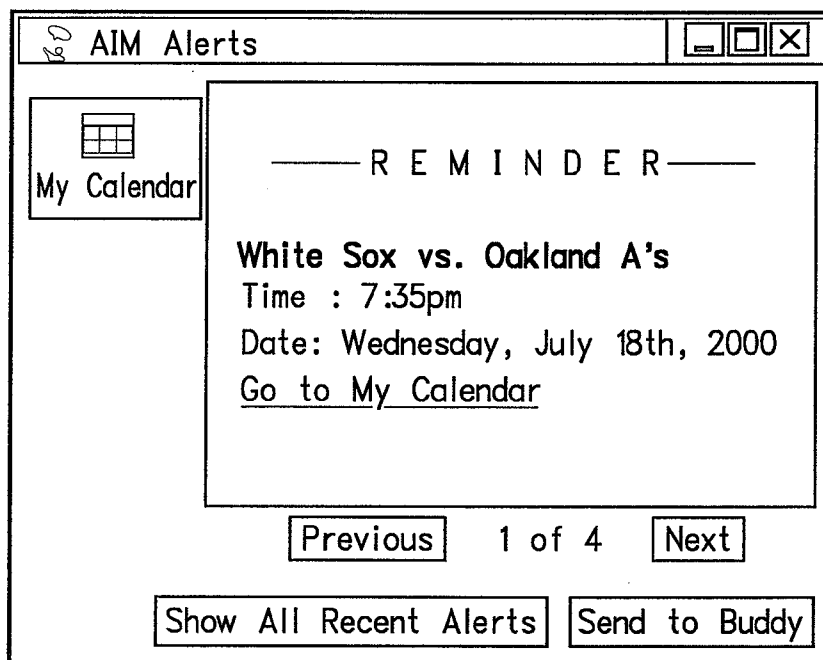 AIM Alerts
My Calendar
R E M I N D E R
White Sox vs. Oakland A's
Time : 7:35pm
Date: Wednesday, July 18th, 2000
Go to My Calendar
Previous 1 of 4 Next
Show All Recent Alerts Send to Buddy